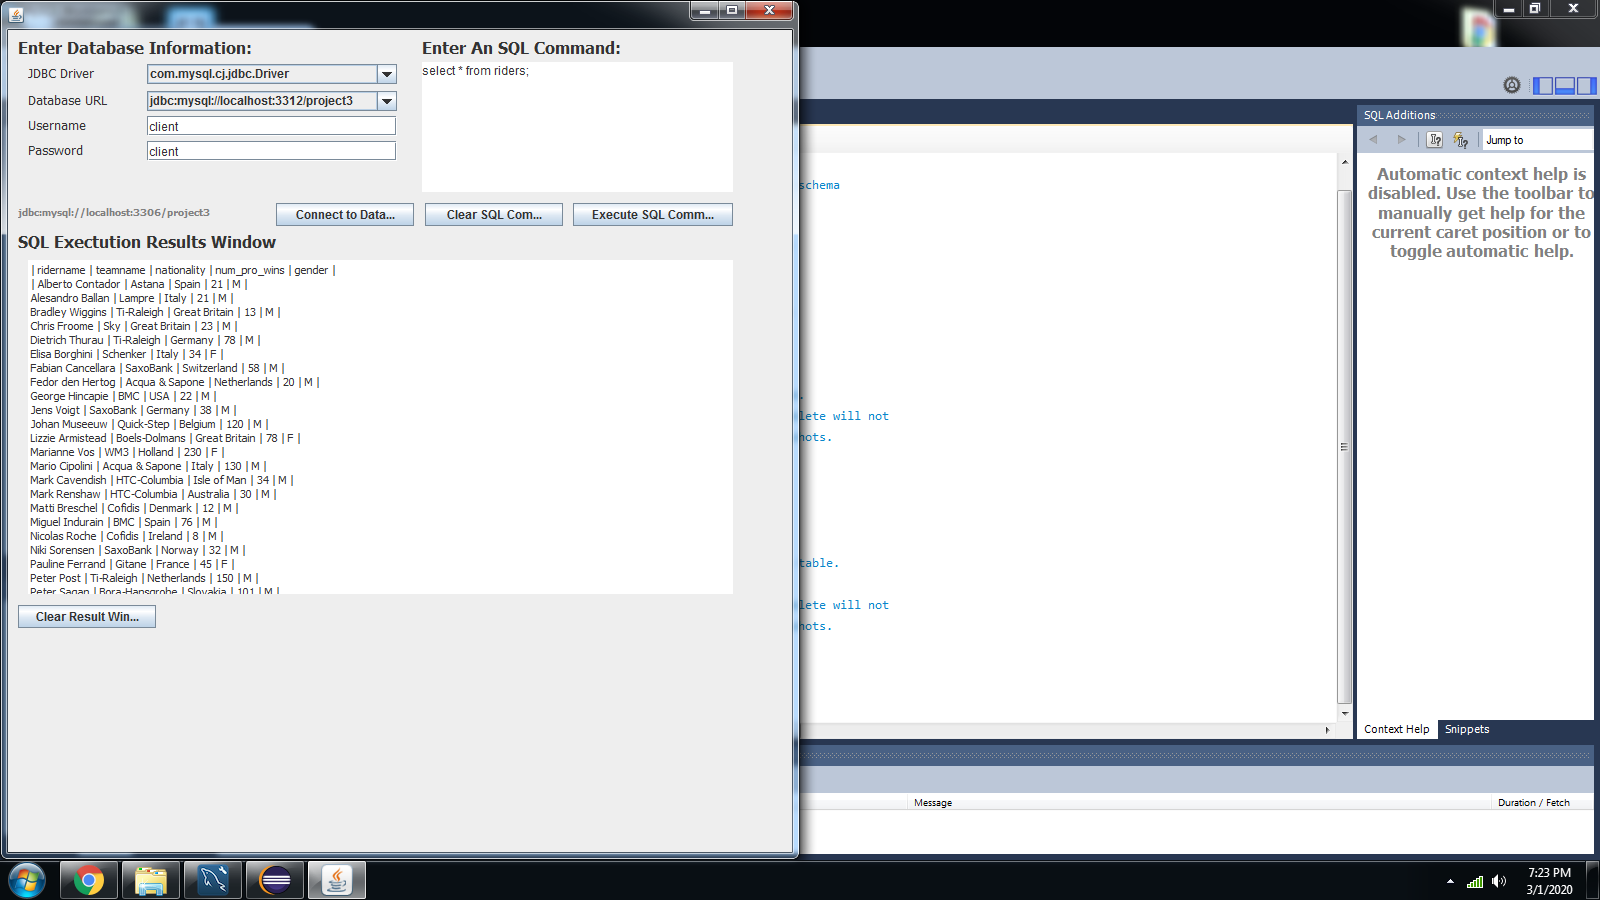 Enter Database Information:
JDBC Driver
com.mysql.cj.jdbc.Driver
Database URL
jdbc:mysql://localhost:3312/project3
Username
client
Password
client
Enter An SQL Command:
select * from riders;
jdbc:mysql://localhost:3306/project3
Connect to Data...
Clear SQL Com...
Execute SQL Comm...
SQL Exectution Results Window
| ridername | teamname | nationality | num_pro_wins | gender |
| Alberto Contador | Astana | Spain | 21 | M |
Alesandro Ballan | Lampre | Italy | 21 | M |
Bradley Wiggins | Ti-Raleigh | Great Britain | 13 | M |
Chris Froome | Sky | Great Britain | 23 | M |
Dietrich Thurau | Ti-Raleigh | Germany | 78 | M |
Elisa Borghini | Schenker | Italy | 34 | F |
Fabian Cancellara | SaxoBank | Switzerland | 58 | M |
Fedor den Hertog | Acqua & Sapone | Netherlands | 20 | M |
George Hincapie | BMC | USA | 22 | M |
Jens Voigt | SaxoBank | Germany | 38 | M |
Johan Museeuw | Quick-Step | Belgium | 120 | M |
Lizzie Armistead | Boels-Dolmans | Great Britain | 78 | F |
Marianne Vos | WM3 | Holland | 230 | F |
Mario Cipolini | Acqua & Sapone | Italy | 130 | M |
Mark Cavendish | HTC-Columbia | Isle of Man | 34 | M |
Mark Renshaw | HTC-Columbia | Australia | 30 | M |
Matti Breschel | Cofidis | Denmark | 12 | M |
Miguel Indurain | BMC | Spain | 76 | M |
Nicolas Roche | Cofidis | Ireland | 8 | M |
Niki Sorensen | SaxoBank | Norway | 32 | M |
Pauline Ferrand | Gitane | France | 45 | F |
Peter Post | Ti-Raleigh | Netherlands | 150 | M |
Peter Sagan | Bora-Hansgrohe | Slovakia | 101 | M |
Clear Result Win...
schema
.
lete will not
nots.
table.
lete will not
nots.
SQL Additions
Jump to
Automatic context help is
disabled. Use the toolbar to
manually get help for the
current caret position or to
toggle automatic help.
Context Help
Snippets
Message
Duration / Fetch
7:23 PM
3/1/2020